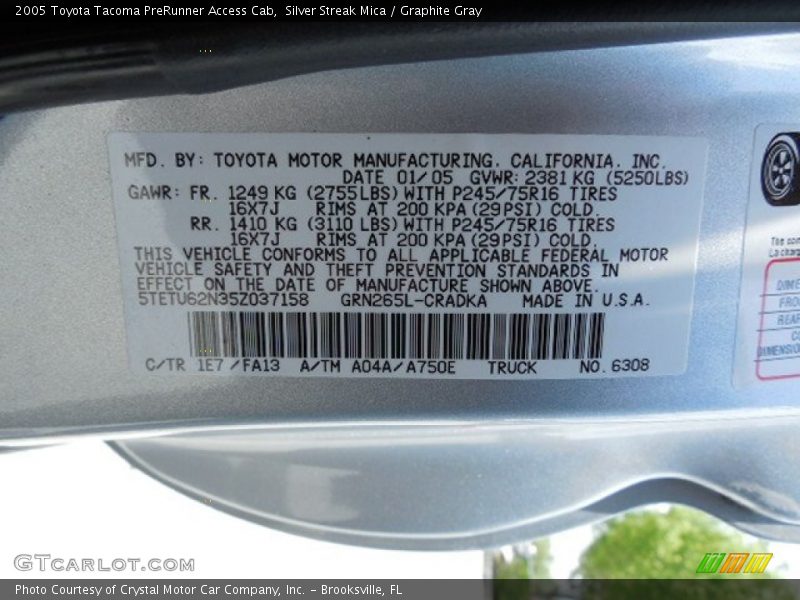 2005 Toyota Tacoma PreRunner Access Cab,  Silver Streak Mica / Graphite Gray
MFD. BY: TOYOTA MOTOR MANUFACTURING. CALIFORNIA. INC.
DATE 01/05 GVWR: 2381 KG (5250LBS)
GAWR: FR. 1249 KG (2755LBS) WITH P245/75R16 TIRES
16X7J RIMS AT 200 KPA (29PSI) COLD.
RR. 1410 KG (3110 LBS) WITH P245/75R16 TIRES
16X7J RIMS AT 200 KPA (29PSI) COLD.
THIS VEHICLE CONFORMS TO ALL APPLICABLE FEDERAL MOTOR
VEHICLE SAFETY AND THEFT PREVENTION STANDARDS IN
EFFECT ON THE DATE OF MANUFACTURE SHOWN ABOVE.
5TETU62N35Z037158 GRN265L-CRADKA MADE IN U.S.A.
C/TR 1E7 /FA13 A/TM A04A/A750E TRUCK NO. 6308
GTCARLOT.COM
Photo Courtesy of Crystal Motor Car Company, Inc. - Brooksville, FL